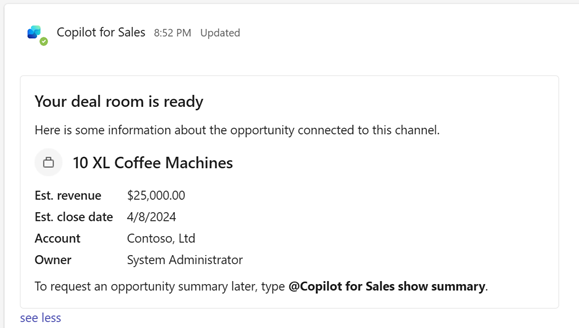 Copilot for Sales 8:52 PM Updated
Your deal room is ready
Here is some information about the opportunity connected to this channel.
10 XL Coffee Machines
Est. revenue $25,000.00
Est. close date 4/8/2024
Account Contoso, Ltd
Owner System Administrator
To request an opportunity summary later, type @Copilot for Sales show summary.
see less